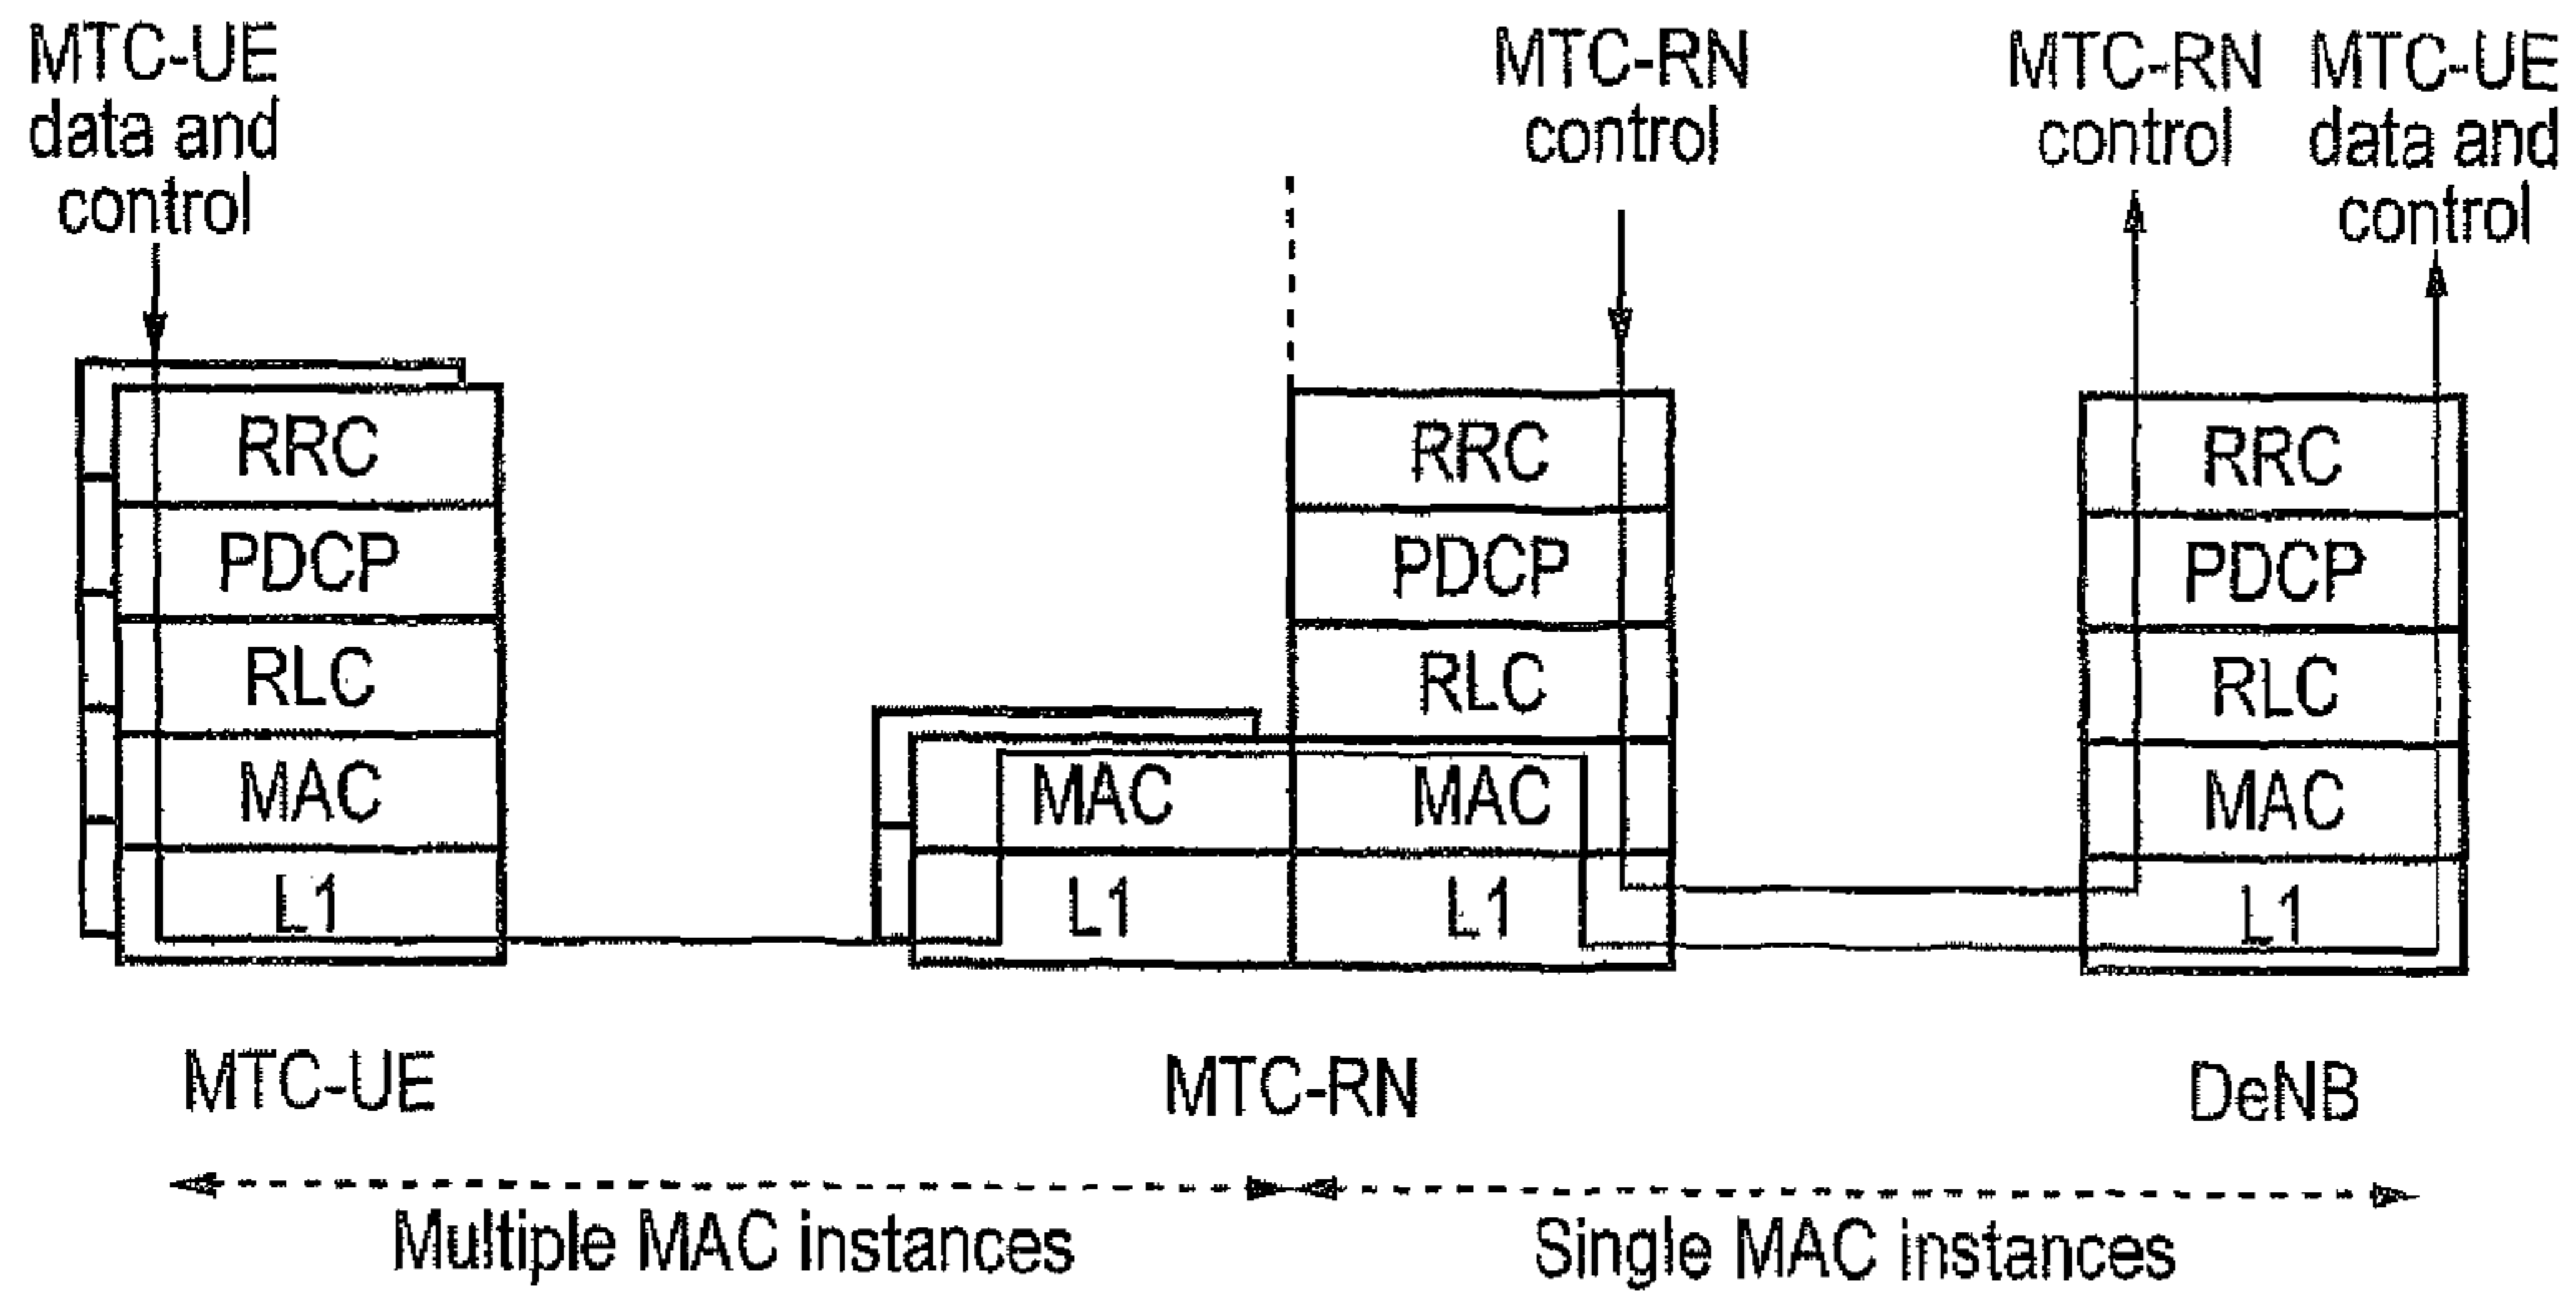 MTC-UE
data and
control
MTC-RN
control
MTC-RN
control
MTC-UE
data and
control
RRC
PDCP
RLC
MAC
L1
MAC
L1
RRC
PDCP
RLC
MAC
L1
RRC
PDCP
RLC
MAC
L1
MTC-UE
MTC-RN
DeNB
Multiple MAC instances
Single MAC instances